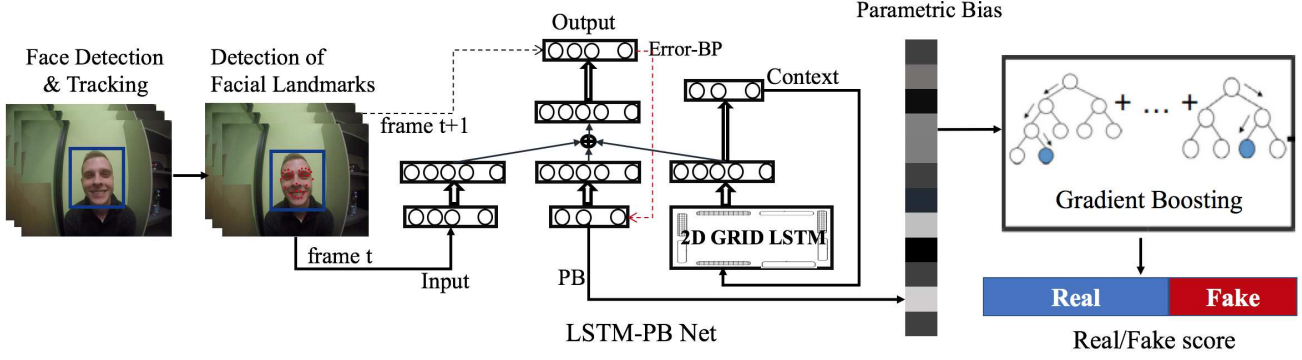 Face Detection
& Tracking
Detection of
Facial Landmarks
frame t+1
frame t
Input
Output
Error-BP
Context
2D GRID LSTM
PB
LSTM-PB Net
Parametric Bias
+ ... +
Gradient Boosting
Real
Fake
Real/Fake score